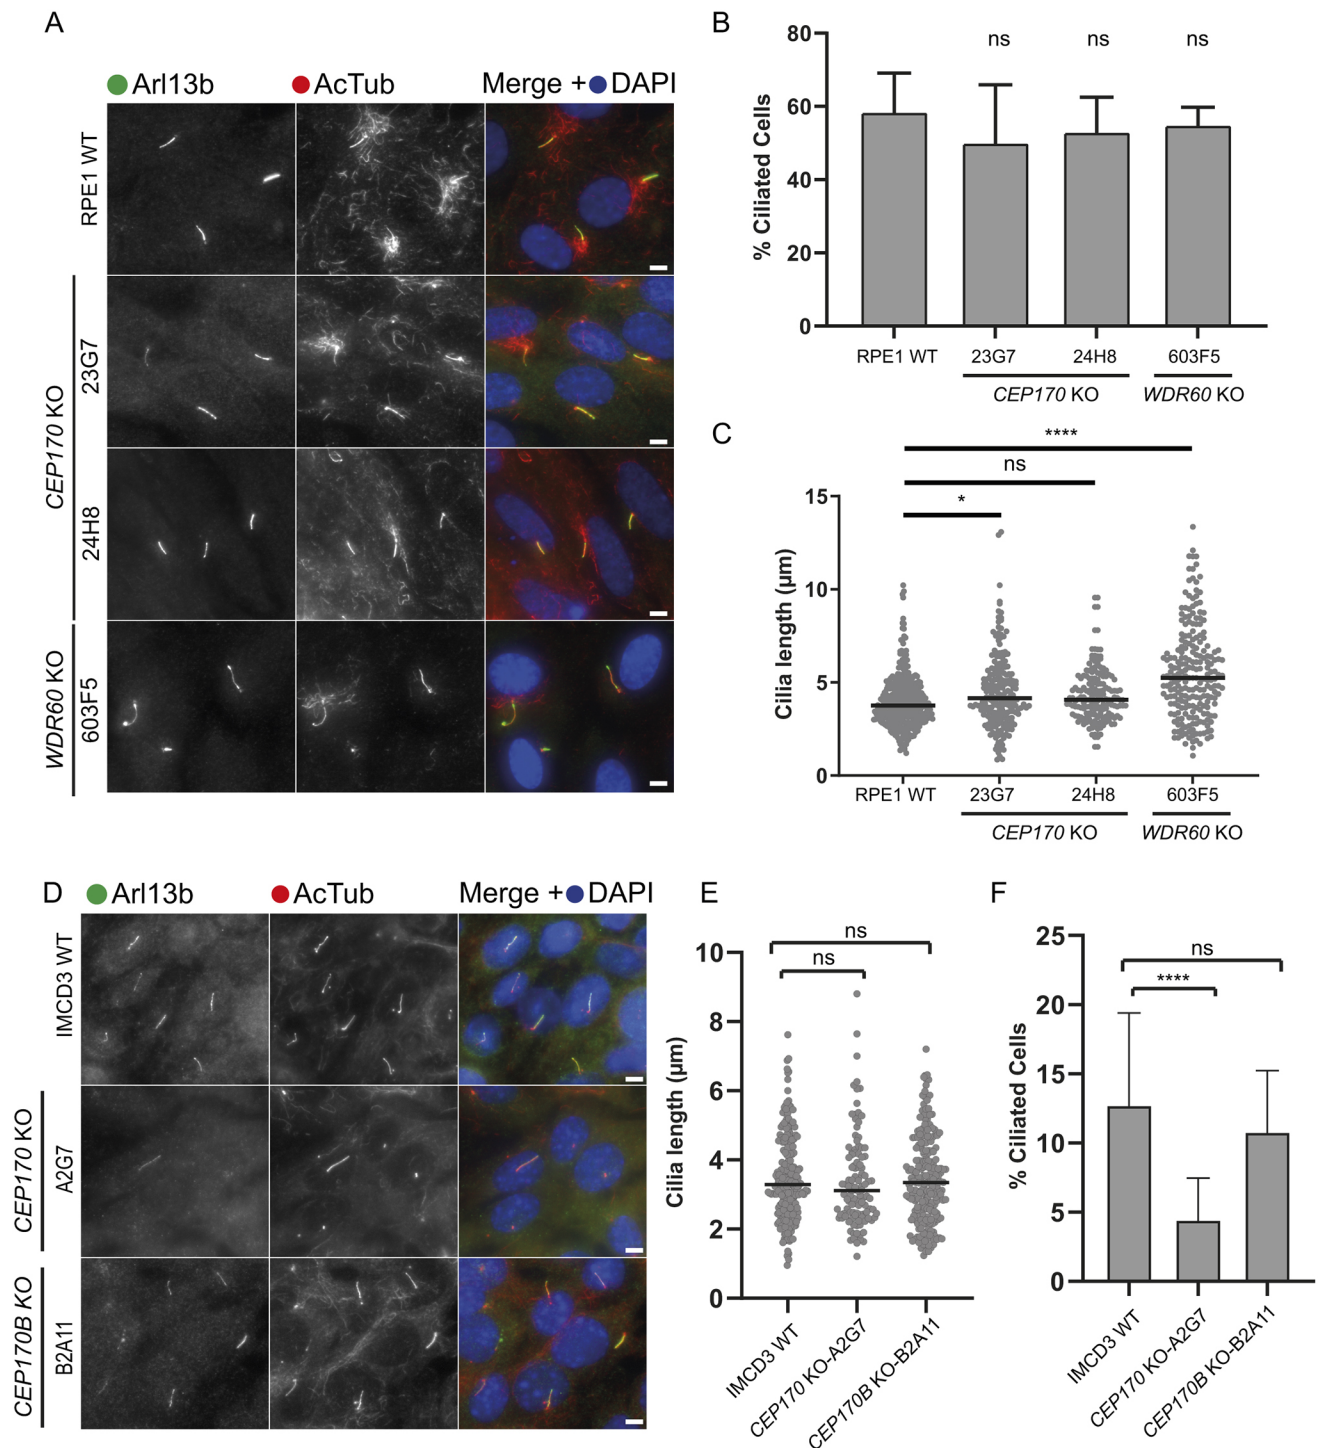 A
Arl13b AcTub Merge + DAPI
RPE1 WT
CEP170 KO
23G7
24H8
WDR60 KO
603F5
B
% Ciliated Cells
80
60
40
20
0
ns ns ns
RPE1 WT 23G7 24H8 603F5
CEP170 KO WDR60 KO
C
****
ns
*
Cilia length (µm)
15
10
5
0
RPE1 WT 23G7 24H8 603F5
CEP170 KO WDR60 KO
D
Arl13b AcTub Merge + DAPI
IMCD3 WT
CEP170 KO
A2G7
CEP170B KO
B2A11
E
ns
ns
Cilia length (µm)
10
8
6
4
2
0
IMCD3 WT
CEP170 KO-A2G7
CEP170B KO-B2A11
F
ns
****
% Ciliated Cells
25
20
15
10
5
0
IMCD3 WT
CEP170 KO-A2G7
CEP170B KO-B2A11